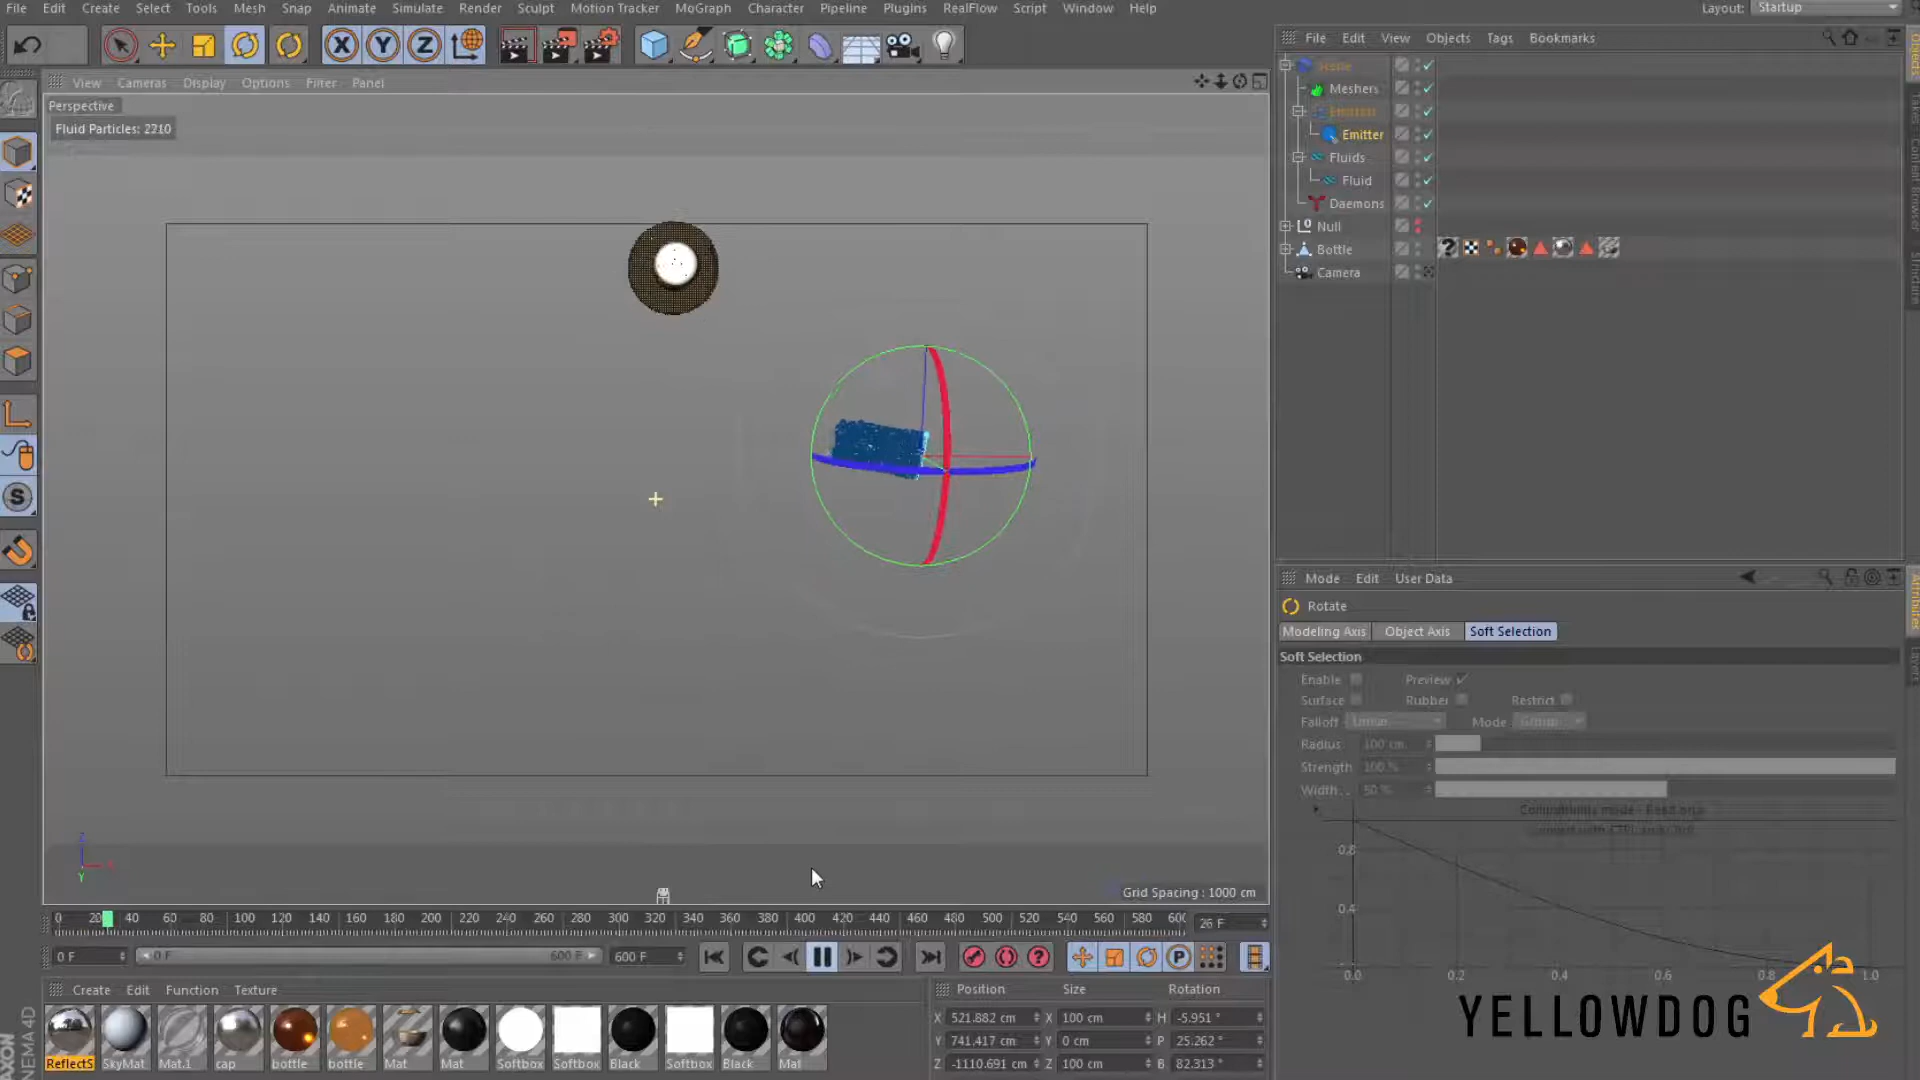 File Edit Create Select Tools Mesh Snap Animate Simulate Render Sculpt Motion Tracker MoGraph Character Pipeline Plugins RealFlow Script Window Help Layout: Startup
File Edit View Objects Tags Bookmarks
View Cameras Display Options Filter Panel
Perspective
Fluid Particles: 2210
Meshers
Emitter
Fluids
Fluid
Daemons
Null
Bottle
Camera
Objects
Content Browser
Structure
Mode Edit User Data
Rotate
Modeling Axis Object Axis Soft Selection
Soft Selection
Enable Preview
Surface Rubber Restrict
Falloff Linear Mode Group
Radius 100 cm
Strength 100 %
Width.. 50 %
0.8
0.4
0.0 0.2 0.4 0.6 0.8 1.0
Attributes
Layers
X
Y
Z
Grid Spacing : 1000 cm
0 20 40 60 80 100 120 140 160 180 200 220 240 260 280 300 320 340 360 380 400 420 440 460 480 500 520 540 560 580 600 26 F
0 F 0 F 600 F 600 F
Create Edit Function Texture
Position Size Rotation
X 521.882 cm X 100 cm H -5.951 °
Y 741.417 cm Y 0 cm P 25.262 °
Z -1110.691 cm Z 100 cm B 82.313 °
ReflectS SkyMat Mat.1 cap bottle bottle Mat Mat Softbox Softbox Black Softbox Black Mat
YELLOWDOG